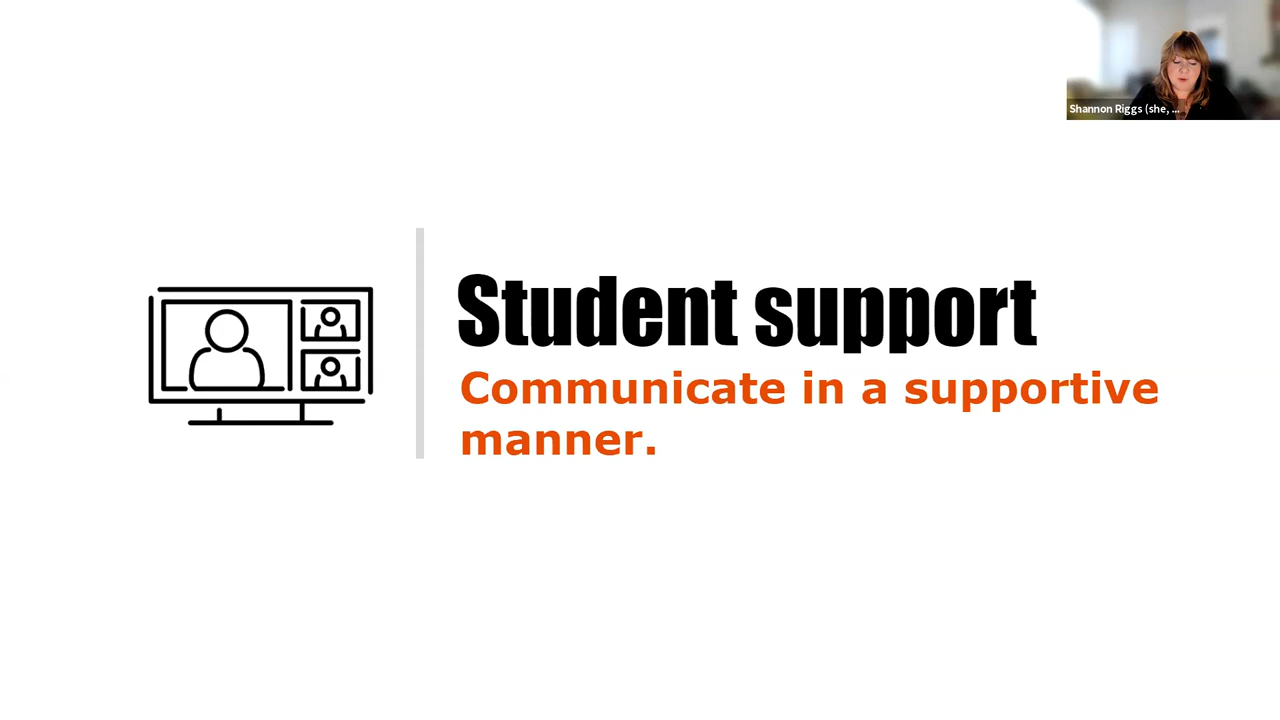 Shannon Riggs (she, ...
Student support
Communicate in a supportive
manner.